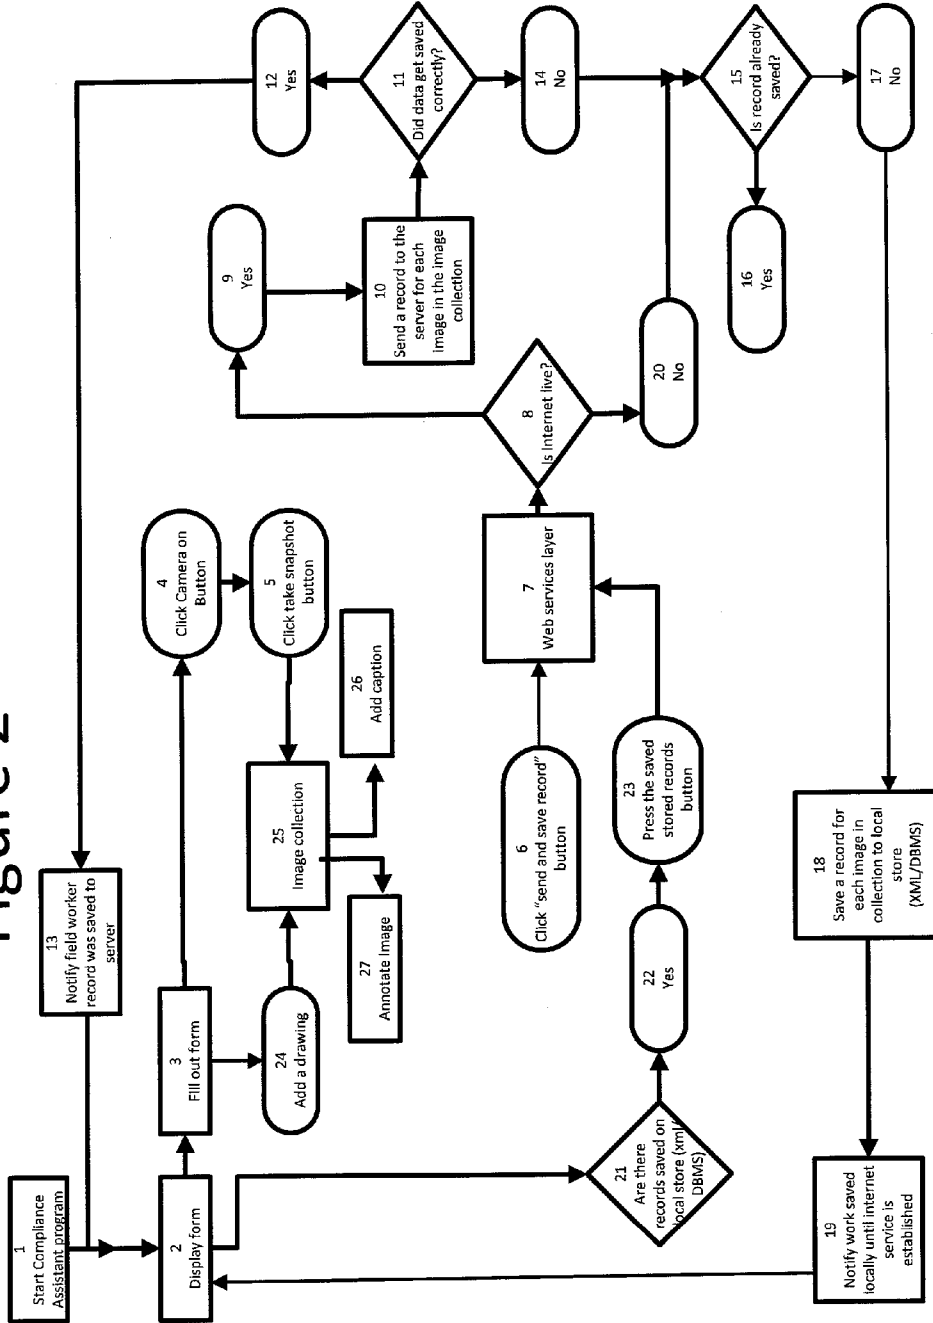 Figure 2
1
Start Compliance
Assistant program
2
Display form
3
Fill out form
4
Click Camera on
Button
5
Click take snapshot
button
6
Click “send and save record”
button
7
Web services layer
8
Is Internet live?
9
Yes
10
Send a record to the
server for each
image in the image
collection
11
Did data get saved
correctly?
12
Yes
13
Notify field worker
record was saved to
server
14
No
15
Is record already
saved?
16
Yes
17
No
18
Save a record for
each image in
collection to local
store
(XML/DBMS)
19
Notify work saved
locally until internet
service is
established
20
No
21
Are there
records saved on
local store (xml/
DBMS)
22
Yes
23
Press the saved
stored records
button
24
Add a drawing
25
Image collection
26
Add caption
27
Annotate Image